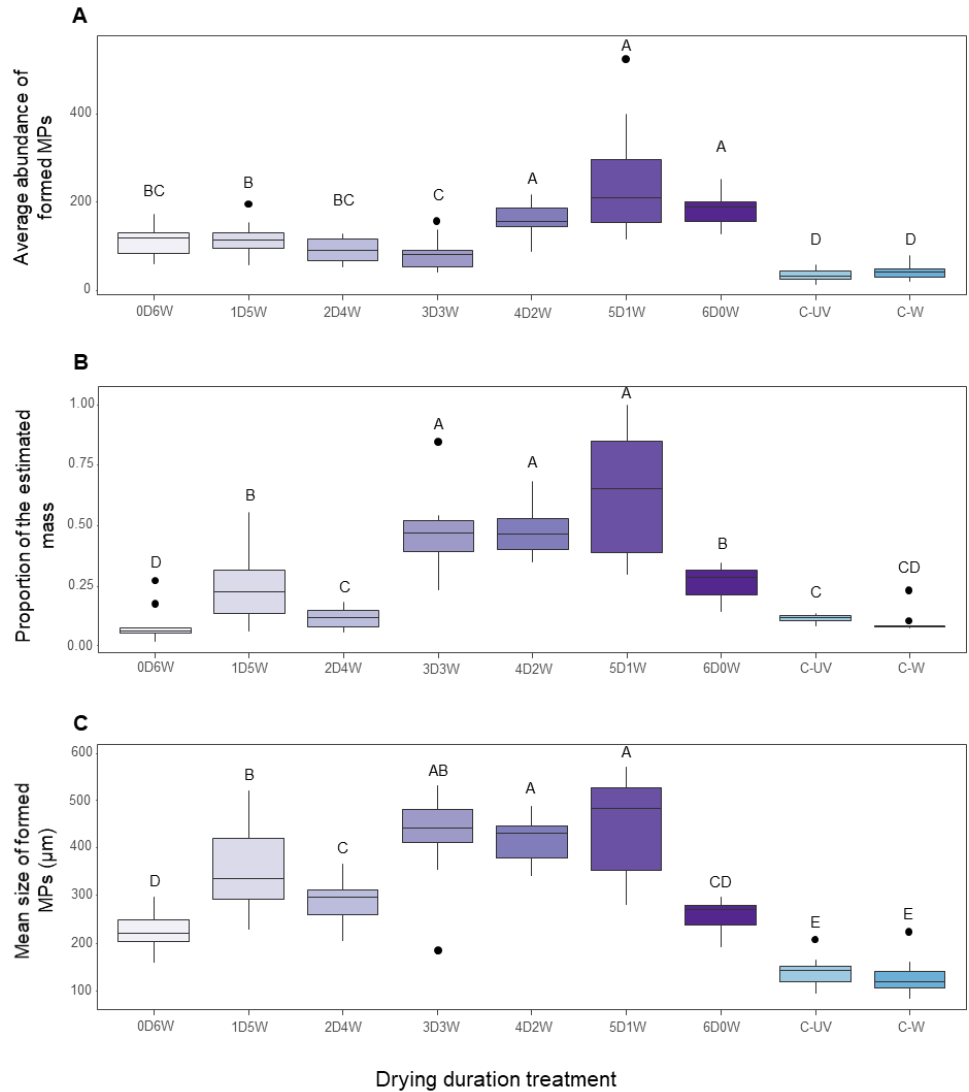 A
Average abundance of
formed MPs
400
200
0
BC
B
BC
C
A
A
A
D
D
0D6W 1D5W 2D4W 3D3W 4D2W 5D1W 6D0W C-UV C-W
B
Proportion of the estimated
mass
1.00
0.75
0.50
0.25
0.00
D
B
C
A
A
A
B
C
CD
0D6W 1D5W 2D4W 3D3W 4D2W 5D1W 6D0W C-UV C-W
C
Mean size of formed
MPs (µm)
600
500
400
300
200
100
D
B
C
AB
A
A
CD
E
E
0D6W 1D5W 2D4W 3D3W 4D2W 5D1W 6D0W C-UV C-W
Drying duration treatment